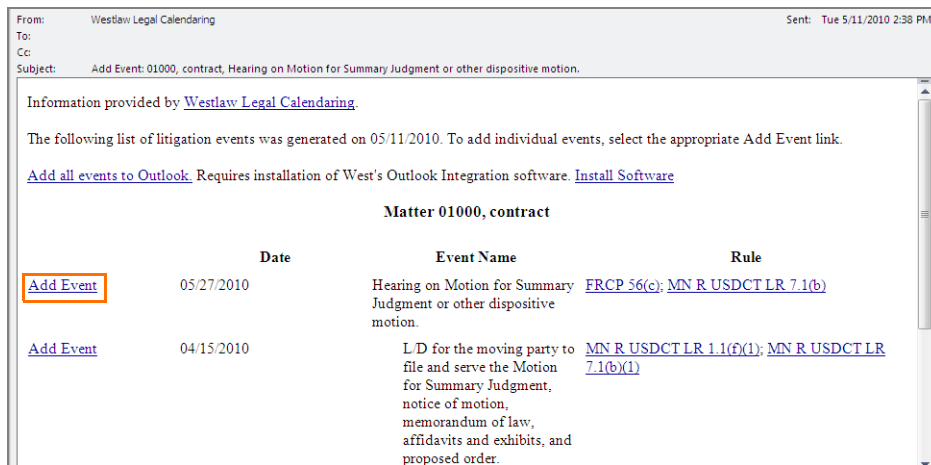 From: Westlaw Legal Calendaring Sent: Tue 5/11/2010 2:38 PM
To:
Cc:
Subject: Add Event: 01000, contract, Hearing on Motion for Summary Judgment or other dispositive motion.
Information provided by Westlaw Legal Calendaring.
The following list of litigation events was generated on 05/11/2010. To add individual events, select the appropriate Add Event link.
Add all events to Outlook. Requires installation of West's Outlook Integration software. Install Software
Matter 01000, contract
Date Event Name Rule
Add Event 05/27/2010 Hearing on Motion for Summary FRCP 56(c); MN R USDCT LR 7.1(b)
Judgment or other dispositive
motion.
Add Event 04/15/2010 L/D for the moving party to MN R USDCT LR 1.1(f)(1); MN R USDCT LR
file and serve the Motion 7.1(b)(1)
for Summary Judgment,
notice of motion,
memorandum of law,
affidavits and exhibits, and
proposed order.